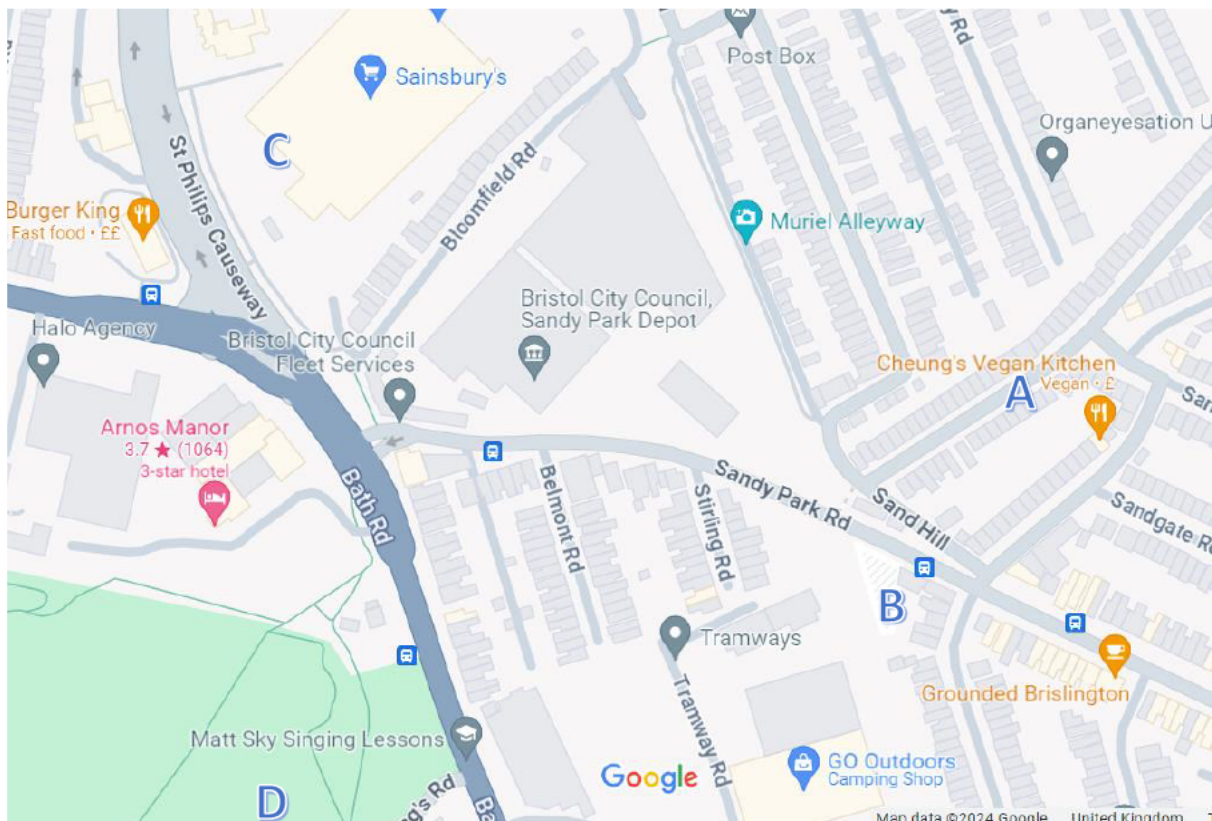 Post Box
Sainsbury's
Organeyesation U
C
St Philips Causeway
Burger King
Fast food • ££
Bloomfield Rd
Muriel Alleyway
Bristol City Council,
Sandy Park Depot
Halo Agency
Bristol City Council
Fleet Services
Cheung's Vegan Kitchen
Vegan • £
A
Arnos Manor
3.7 ★ (1064)
3-star hotel
Bath Rd
Belmont Rd
Stirling Rd
Sandy Park Rd
Sand Hill
Sandgate Ro
B
Tramways
Tramway Rd
Grounded Brislington
Matt Sky Singing Lessons
Google
GO Outdoors
Camping Shop
D
g's Rd
Ba
Map data ©2024 Google
United Kingdom